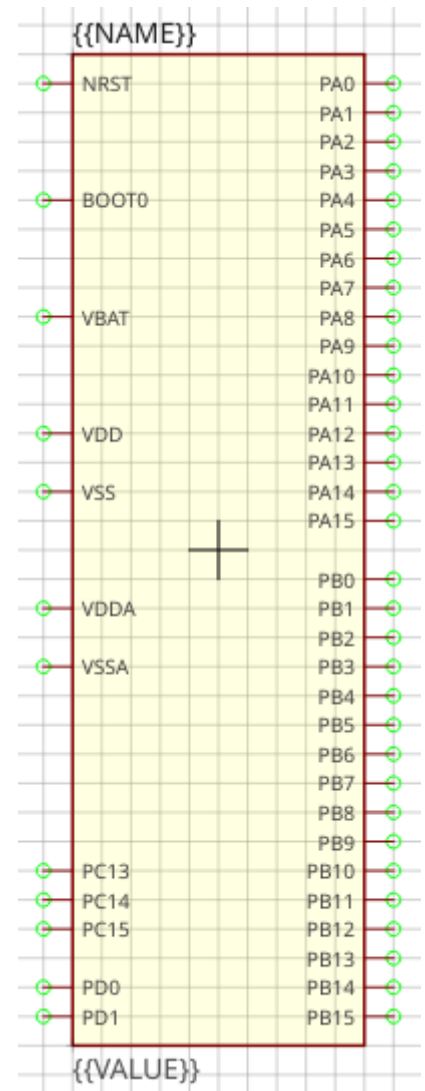 {{NAME}}
NRST PA0
PA1
PA2
PA3
BOOT0 PA4
PA5
PA6
PA7
VBAT PA8
PA9
PA10
PA11
VDD PA12
PA13
VSS PA14
PA15
PB0
VDDA PB1
PB2
VSSA PB3
PB4
PB5
PB6
PB7
PB8
PB9
PC13 PB10
PC14 PB11
PC15 PB12
PB13
PD0 PB14
PD1 PB15
{{VALUE}}